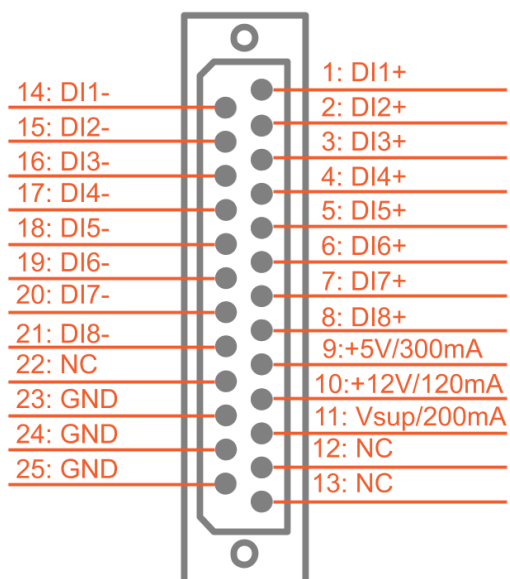 14: DI1-
15: DI2-
16: DI3-
17: DI4-
18: DI5-
19: DI6-
20: DI7-
21: DI8-
22: NC
23: GND
24: GND
25: GND
1: DI1+
2: DI2+
3: DI3+
4: DI4+
5: DI5+
6: DI6+
7: DI7+
8: DI8+
9:+5V/300mA
10:+12V/120mA
11: Vsup/200mA
12: NC
13: NC